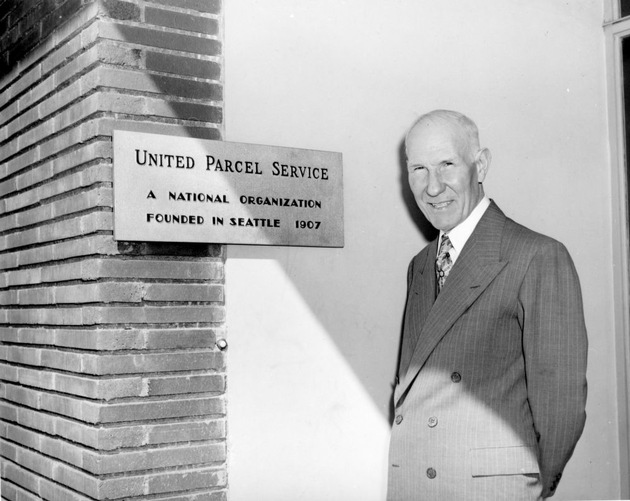 United Parcel Service
A NATIONAL ORGANIZATION
FOUNDED IN SEATTLE 1907